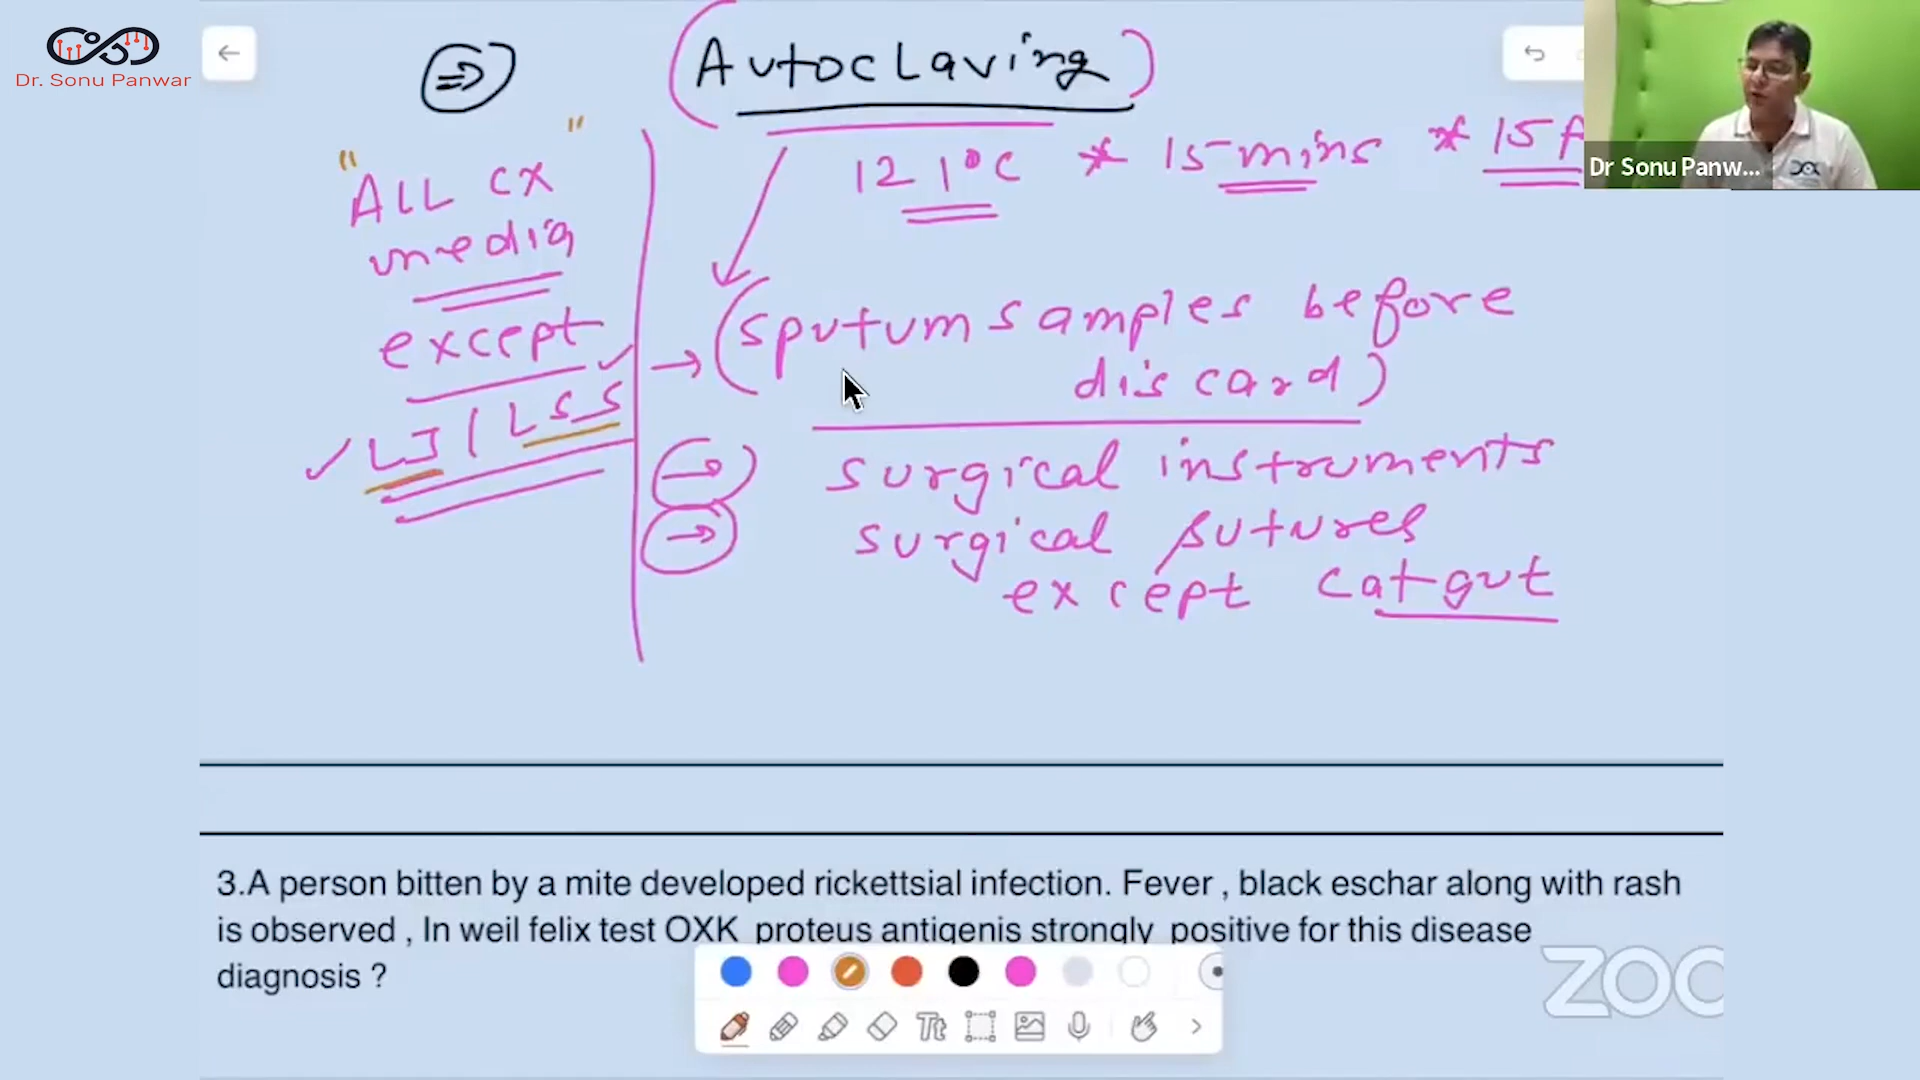 Dr. Sonu Panwar
Autoclaving
121°C * 15 mins * 15
Dr Sonu Panw...
"ALL CX
media"
except
LJ / LSS
(sputum samples before
discard)
surgical instruments
surgical sutures
except catgut
3.A person bitten by a mite developed rickettsial infection. Fever , black eschar along with rash
is observed , In weil felix test OXK proteus antigenis strongly positive for this disease
diagnosis ?
Tt
ZOO